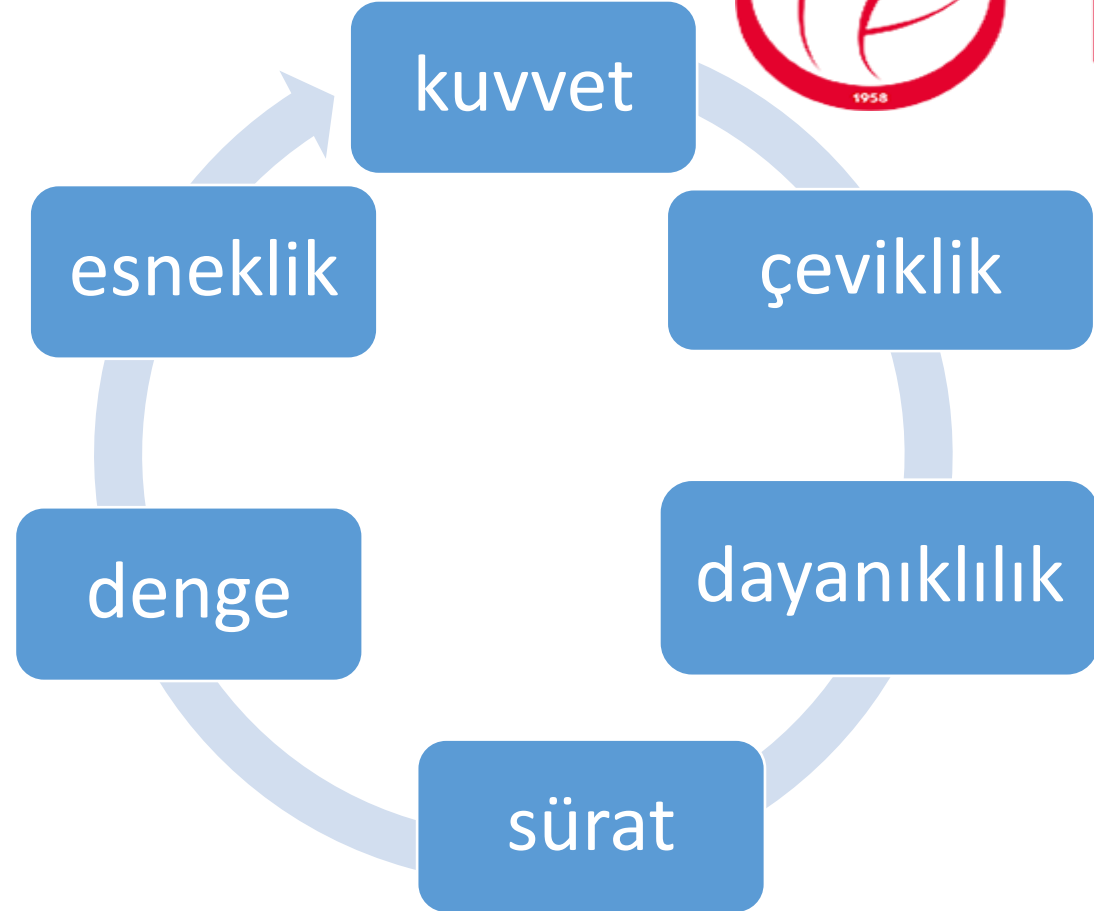 kuvvet
1958
çeviklik
dayanıklılık
sürat
denge
esneklik